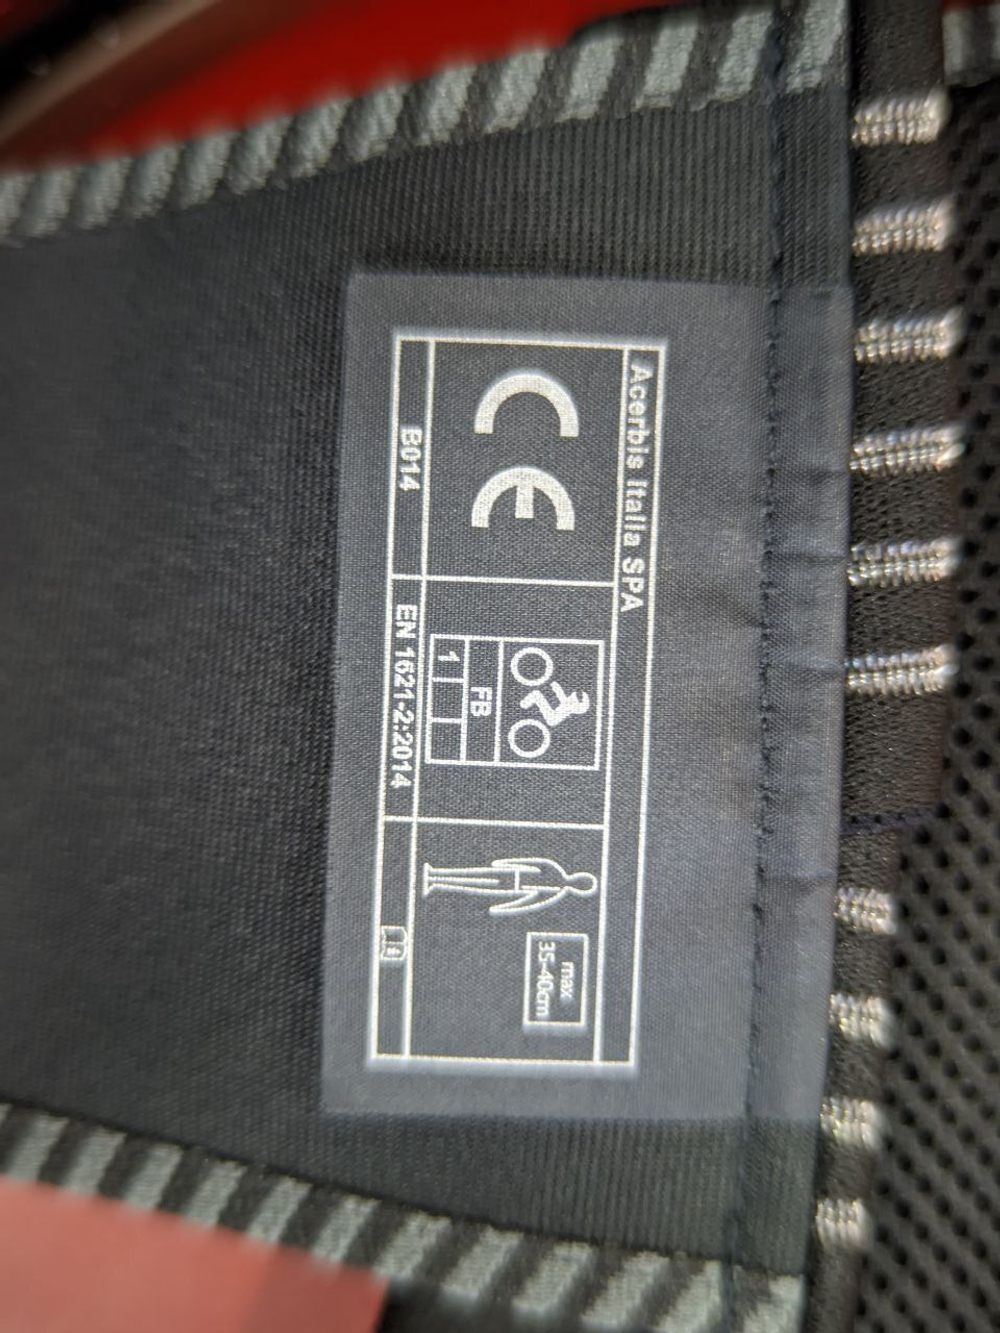 Acerbis Italia SPA
CE
FB
1
max
35-40cm
B014
EN 1621-2:2014